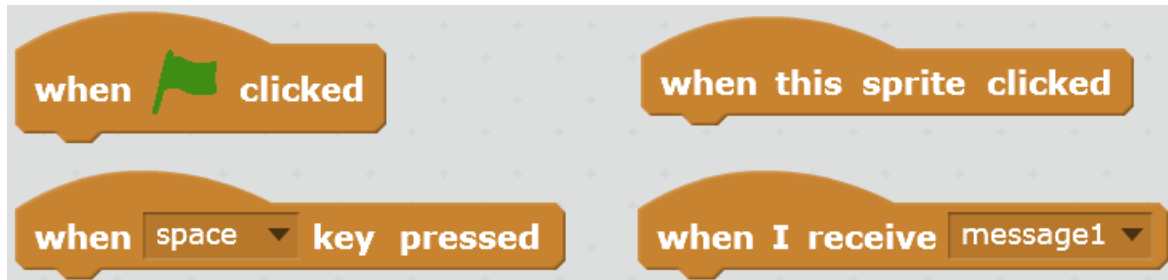 when clicked
when this sprite clicked
when space key pressed
when I receive message1